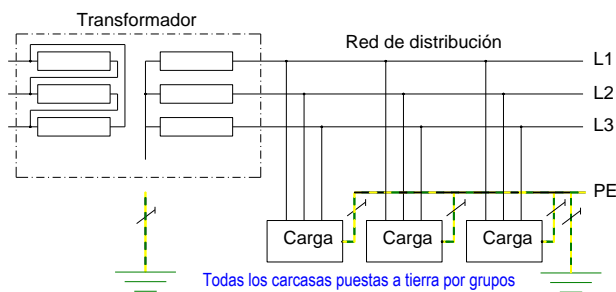 Transformador
Red de distribución
L1
L2
L3
PE
Carga Carga Carga
Todas los carcasas puestas a tierra por grupos